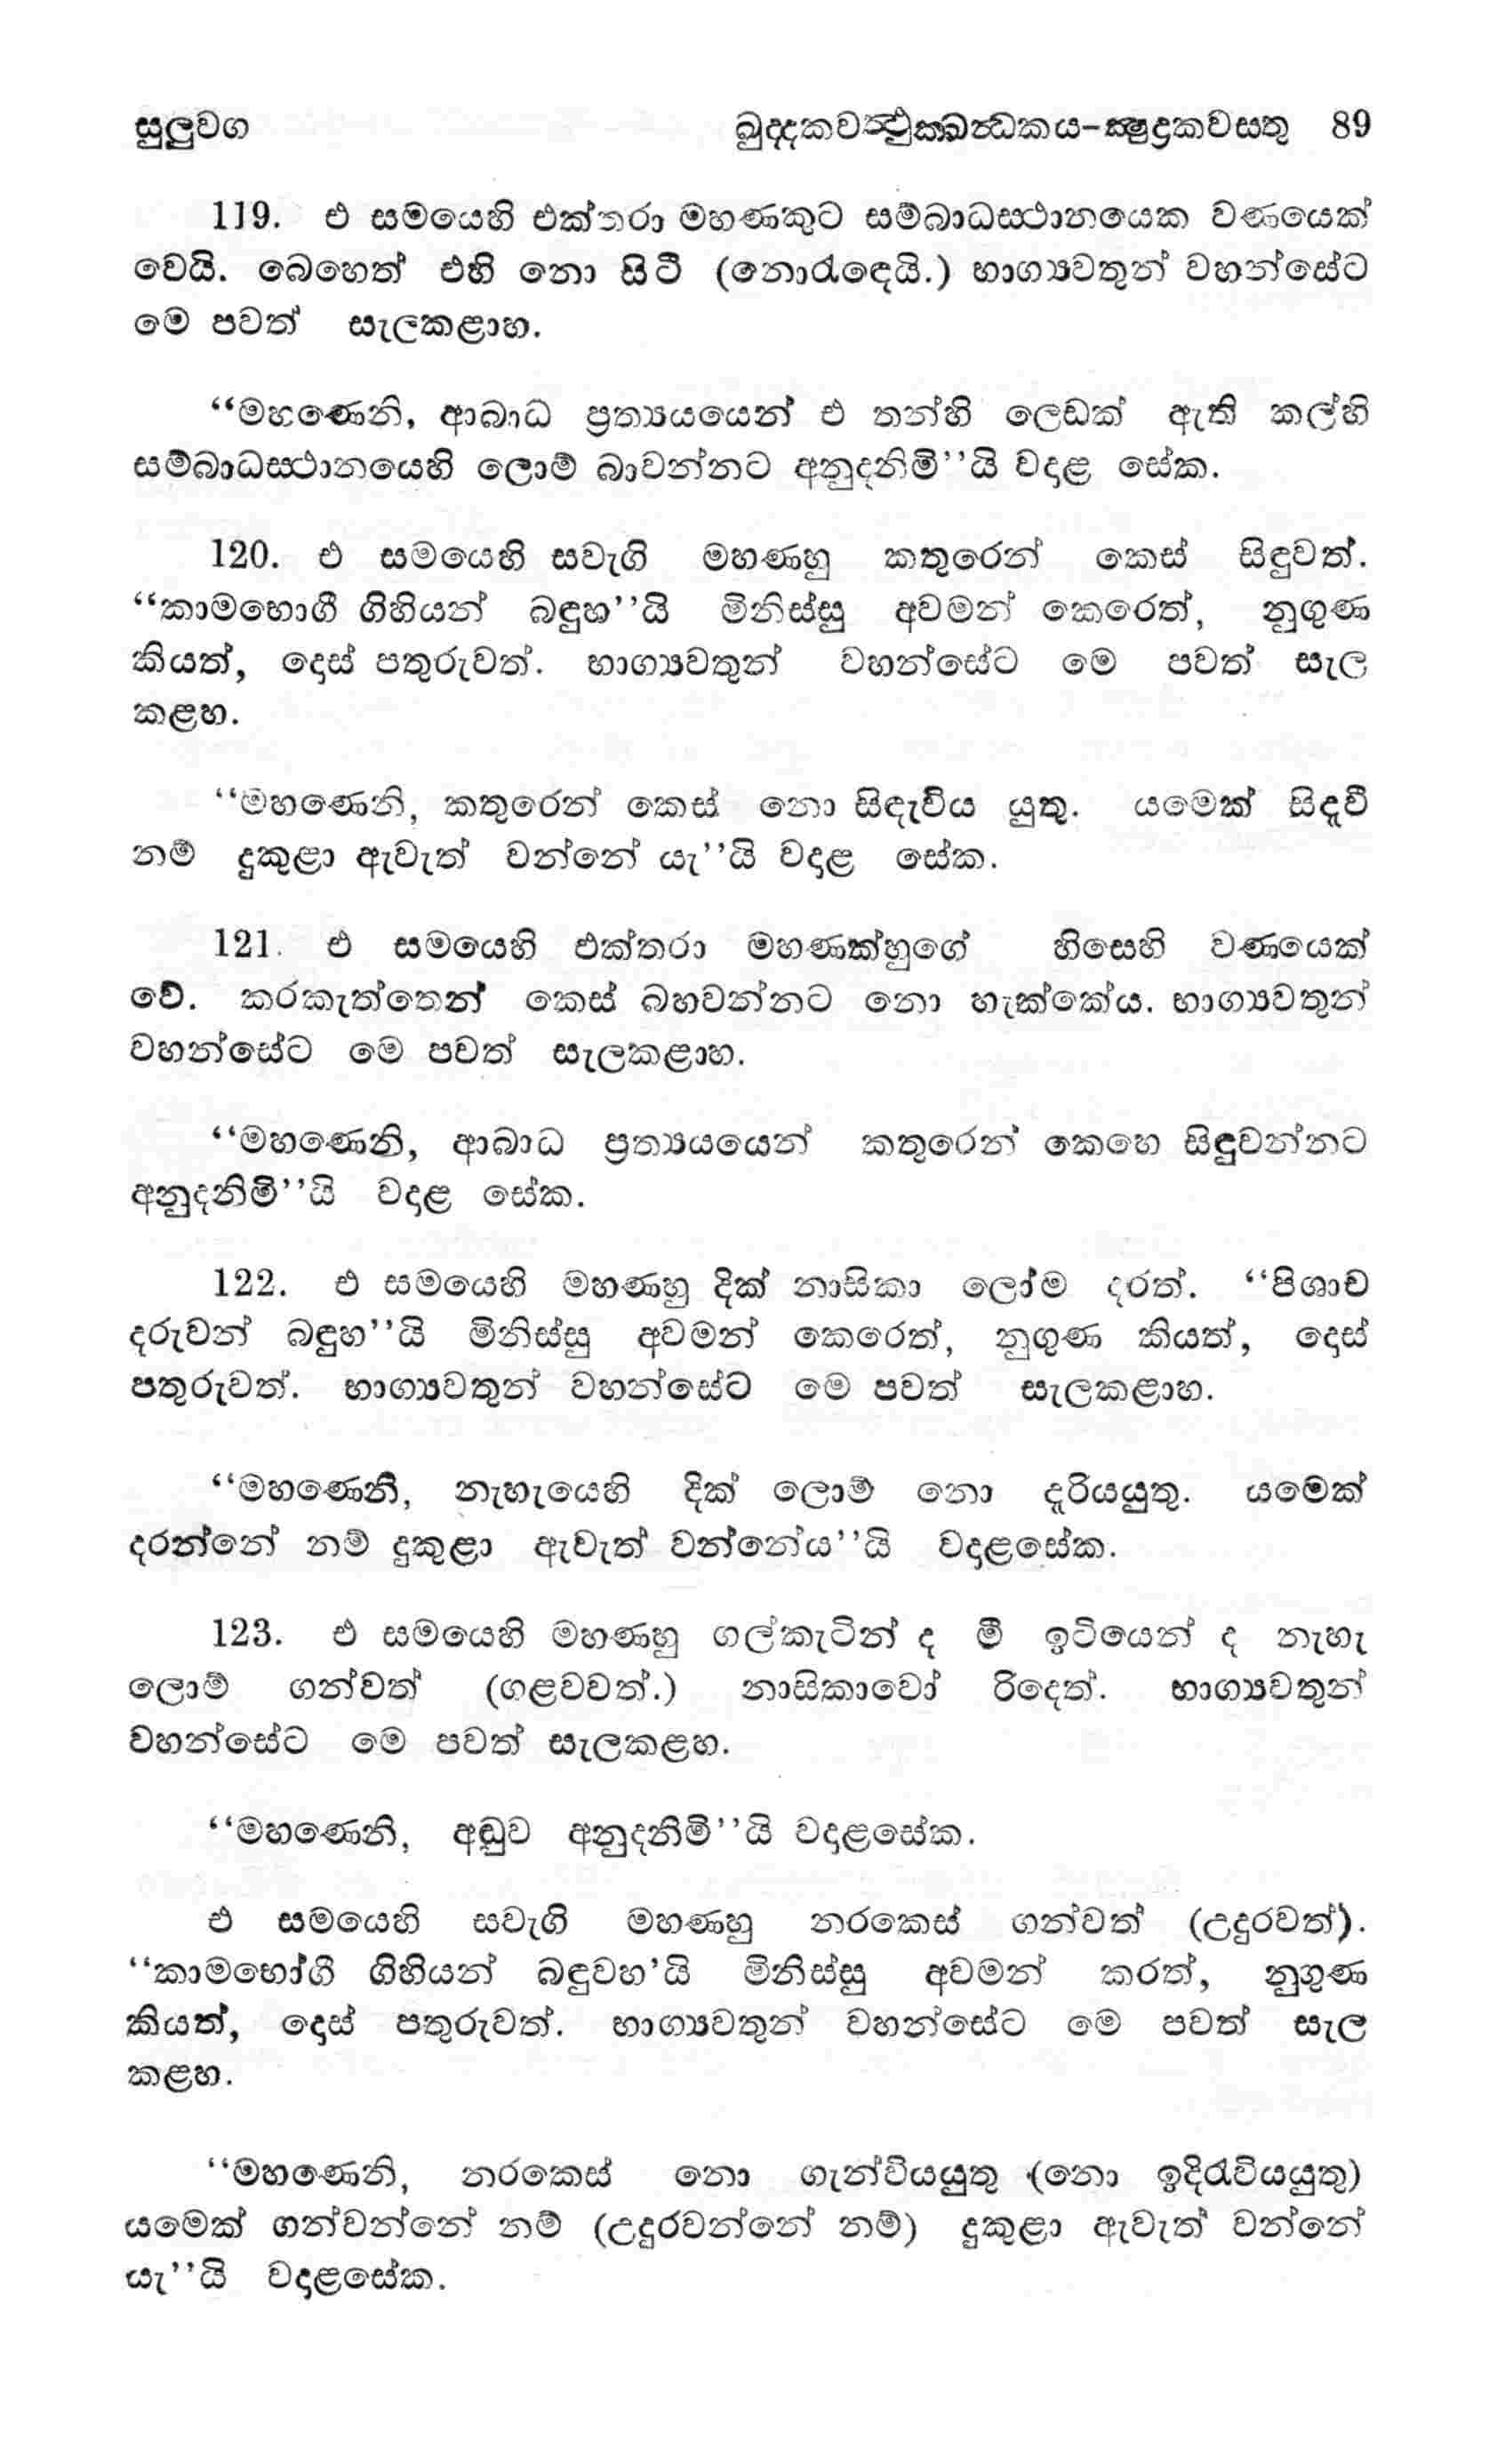 සුලුවග ඛුද්දකවත්ථුක්ඛන්ධකය-ක්ෂුද්‍රකවස්තු 89
119. එ සමයෙහි එක්තරා මහණකුට සම්බාධස්ථානයෙක වණයෙක්
වෙයි. බෙහෙත් එහි නො සිටී (නොරැඳෙයි.) භාග්‍යවතුන් වහන්සේට
මෙ පවත් සැලකළාහ.
“මහණෙනි, ආබාධ ප්‍රත්‍යයයෙන් එ තන්හි ලෙඩක් ඇති කල්හි
සම්බාධස්ථානයෙහි ලොම් බාවන්නට අනුදනිමි’’යි වදාළ සේක.
120. එ සමයෙහි සවැගි මහණහු කතුරෙන් කෙස් සිඳුවත්.
“කාමභොගී ගිහියන් බඳුහ’’යි මිනිස්සු අවමන් කෙරෙත්, නුගුණ
කියත්, දොස් පතුරුවත්. භාග්‍යවතුන් වහන්සේට මෙ පවත් සැල
කළහ.
‘‘මහණෙනි, කතුරෙන් කෙස් නො සිඳැවිය යුතු. යමෙක් සිදූවී
නම් දුකුළා ඇවැත් වන්නේ යැ’’යි වදාළ සේක.
121. එ සමයෙහි එක්තරා මහණක්හුගේ හිසෙහි වණයෙක්
වේ. කරකැත්තෙන් කෙස් බහවන්නට නො හැක්කේය. භාග්‍යවතුන්
වහන්සේට මෙ පවත් සැලකළාහ.
‘‘මහණෙනි, ආබාධ ප්‍රත්‍යයයෙන් කතුරෙන් කෙහෙ සිඳුවන්නට
අනුදනිමි’’යි වදාළ සේක.
122. එ සමයෙහි මහණහු දික් නාසිකා ලෝම දරත්. ‘‘පිශාච
දරුවන් බඳුහ’’යි මිනිස්සු අවමන් කෙරෙත්, නුගුණ කියත්, දොස්
පතුරුවත්. භාග්‍යවතුන් වහන්සේට මෙ පවත් සැලකළාහ.
‘‘මහණෙනි, නැහැයෙහි දික් ලොම් නො දැරියයුතු. යමෙක්
දරන්නේ නම් දුකුළා ඇවැත් වන්නේය’’යි වදාළසේක.
123. එ සමයෙහි මහණහු ගල්කැටින් ද මී ඉටියෙන් ද නැහැ
ලොම් ගන්වත් (ගළවවත්.) නාසිකාවෝ රිදෙත්. භාග්‍යවතුන්
වහන්සේට මෙ පවත් සැලකළහ.
‘‘මහණෙනි, අඬුව අනුදනිමි’’යි වදාළසේක.
එ සමයෙහි සවැගි මහණහු නරකෙස් ගන්වත් (උදුරවත්).
‘‘කාමභෝගී ගිහියන් බඳුවහ’යි මිනිස්සු අවමන් කරත්, නුගුණ
කියත්, දොස් පතුරුවත්. භාග්‍යවතුන් වහන්සේට මෙ පවත් සැල
කළහ.
‘‘මහණෙනි, නරකෙස් නො ගැන්වියයුතු (නො ඉදිරැවියයුතු)
යමෙක් ගන්වන්නේ නම් (උදුරවන්නේ නම්) දුකුළා ඇවැත් වන්නේ
යැ’’යි වදාළසේක.